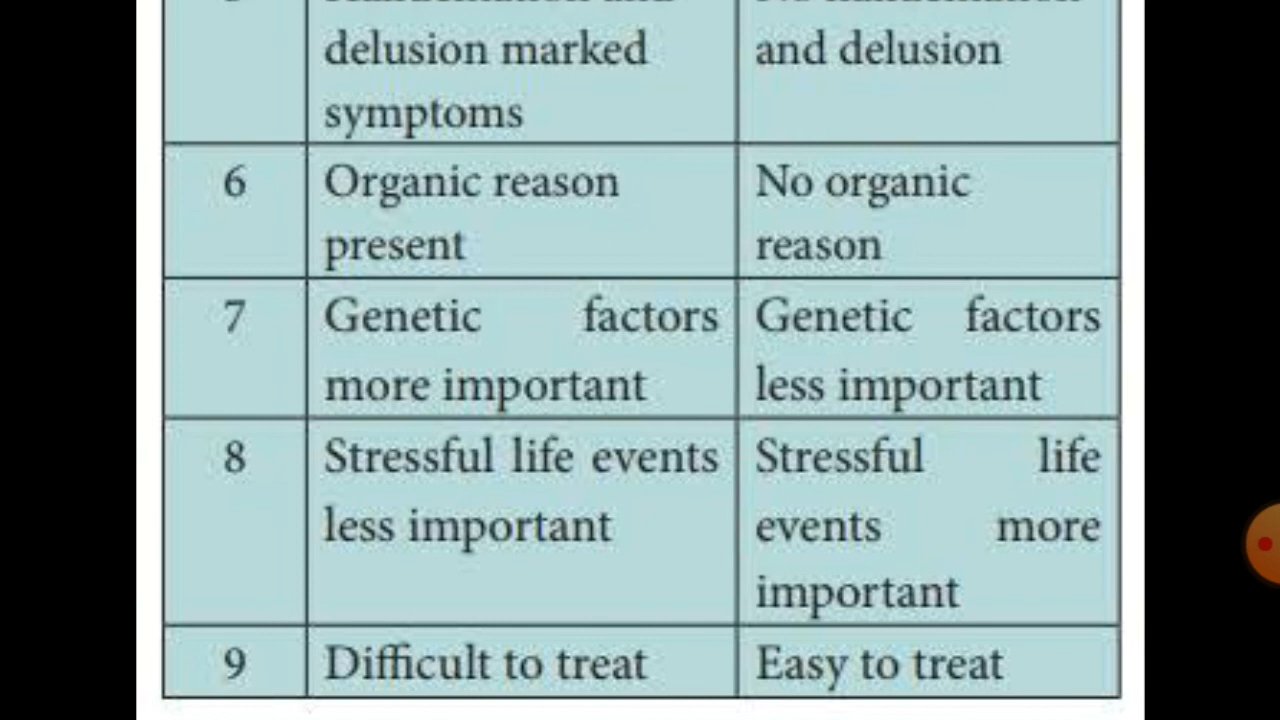 delusion marked
symptoms
and delusion
6
Organic reason
present
No organic
reason
7
Genetic factors
more important
Genetic factors
less important
8
Stressful life events
less important
Stressful life
events more
important
9
Difficult to treat
Easy to treat